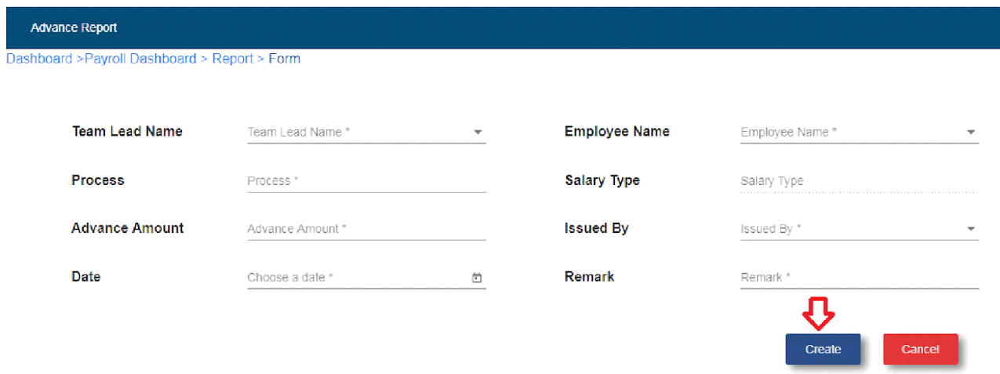 Advance Report
Dashboard >Payroll Dashboard > Report > Form
Team Lead Name Team Lead Name * Employee Name Employee Name *
Process Process * Salary Type Salary Type
Advance Amount Advance Amount * Issued By Issued By *
Date Choose a date * Remark Remark *
Create Cancel